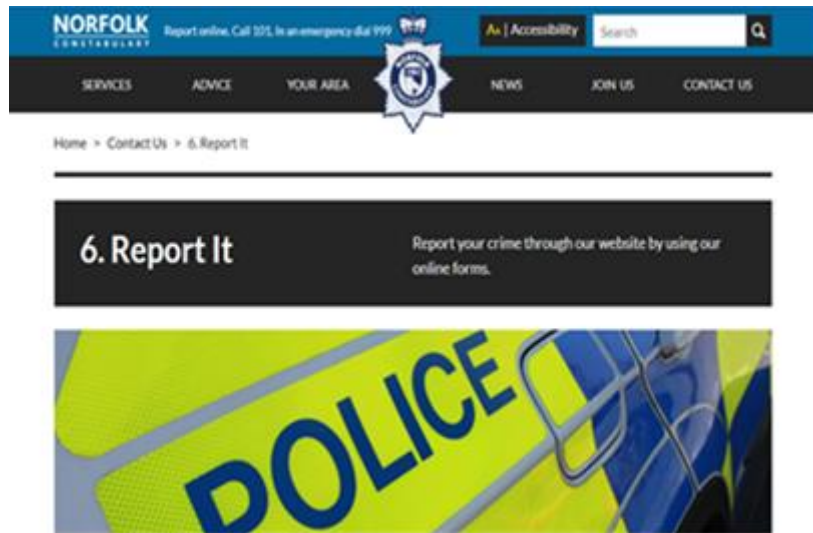 NORFOLK
CONSTABULARY
Report online. Call 101. In an emergency dial 999
AA | Accessibility
Search
SERVICES
ADVICE
YOUR AREA
NEWS
JOIN US
CONTACT US
NORFOLK
CONSTABULARY
Home > Contact Us > 6. Report It
6. Report It
Report your crime through our website by using our
online forms.
POLICE